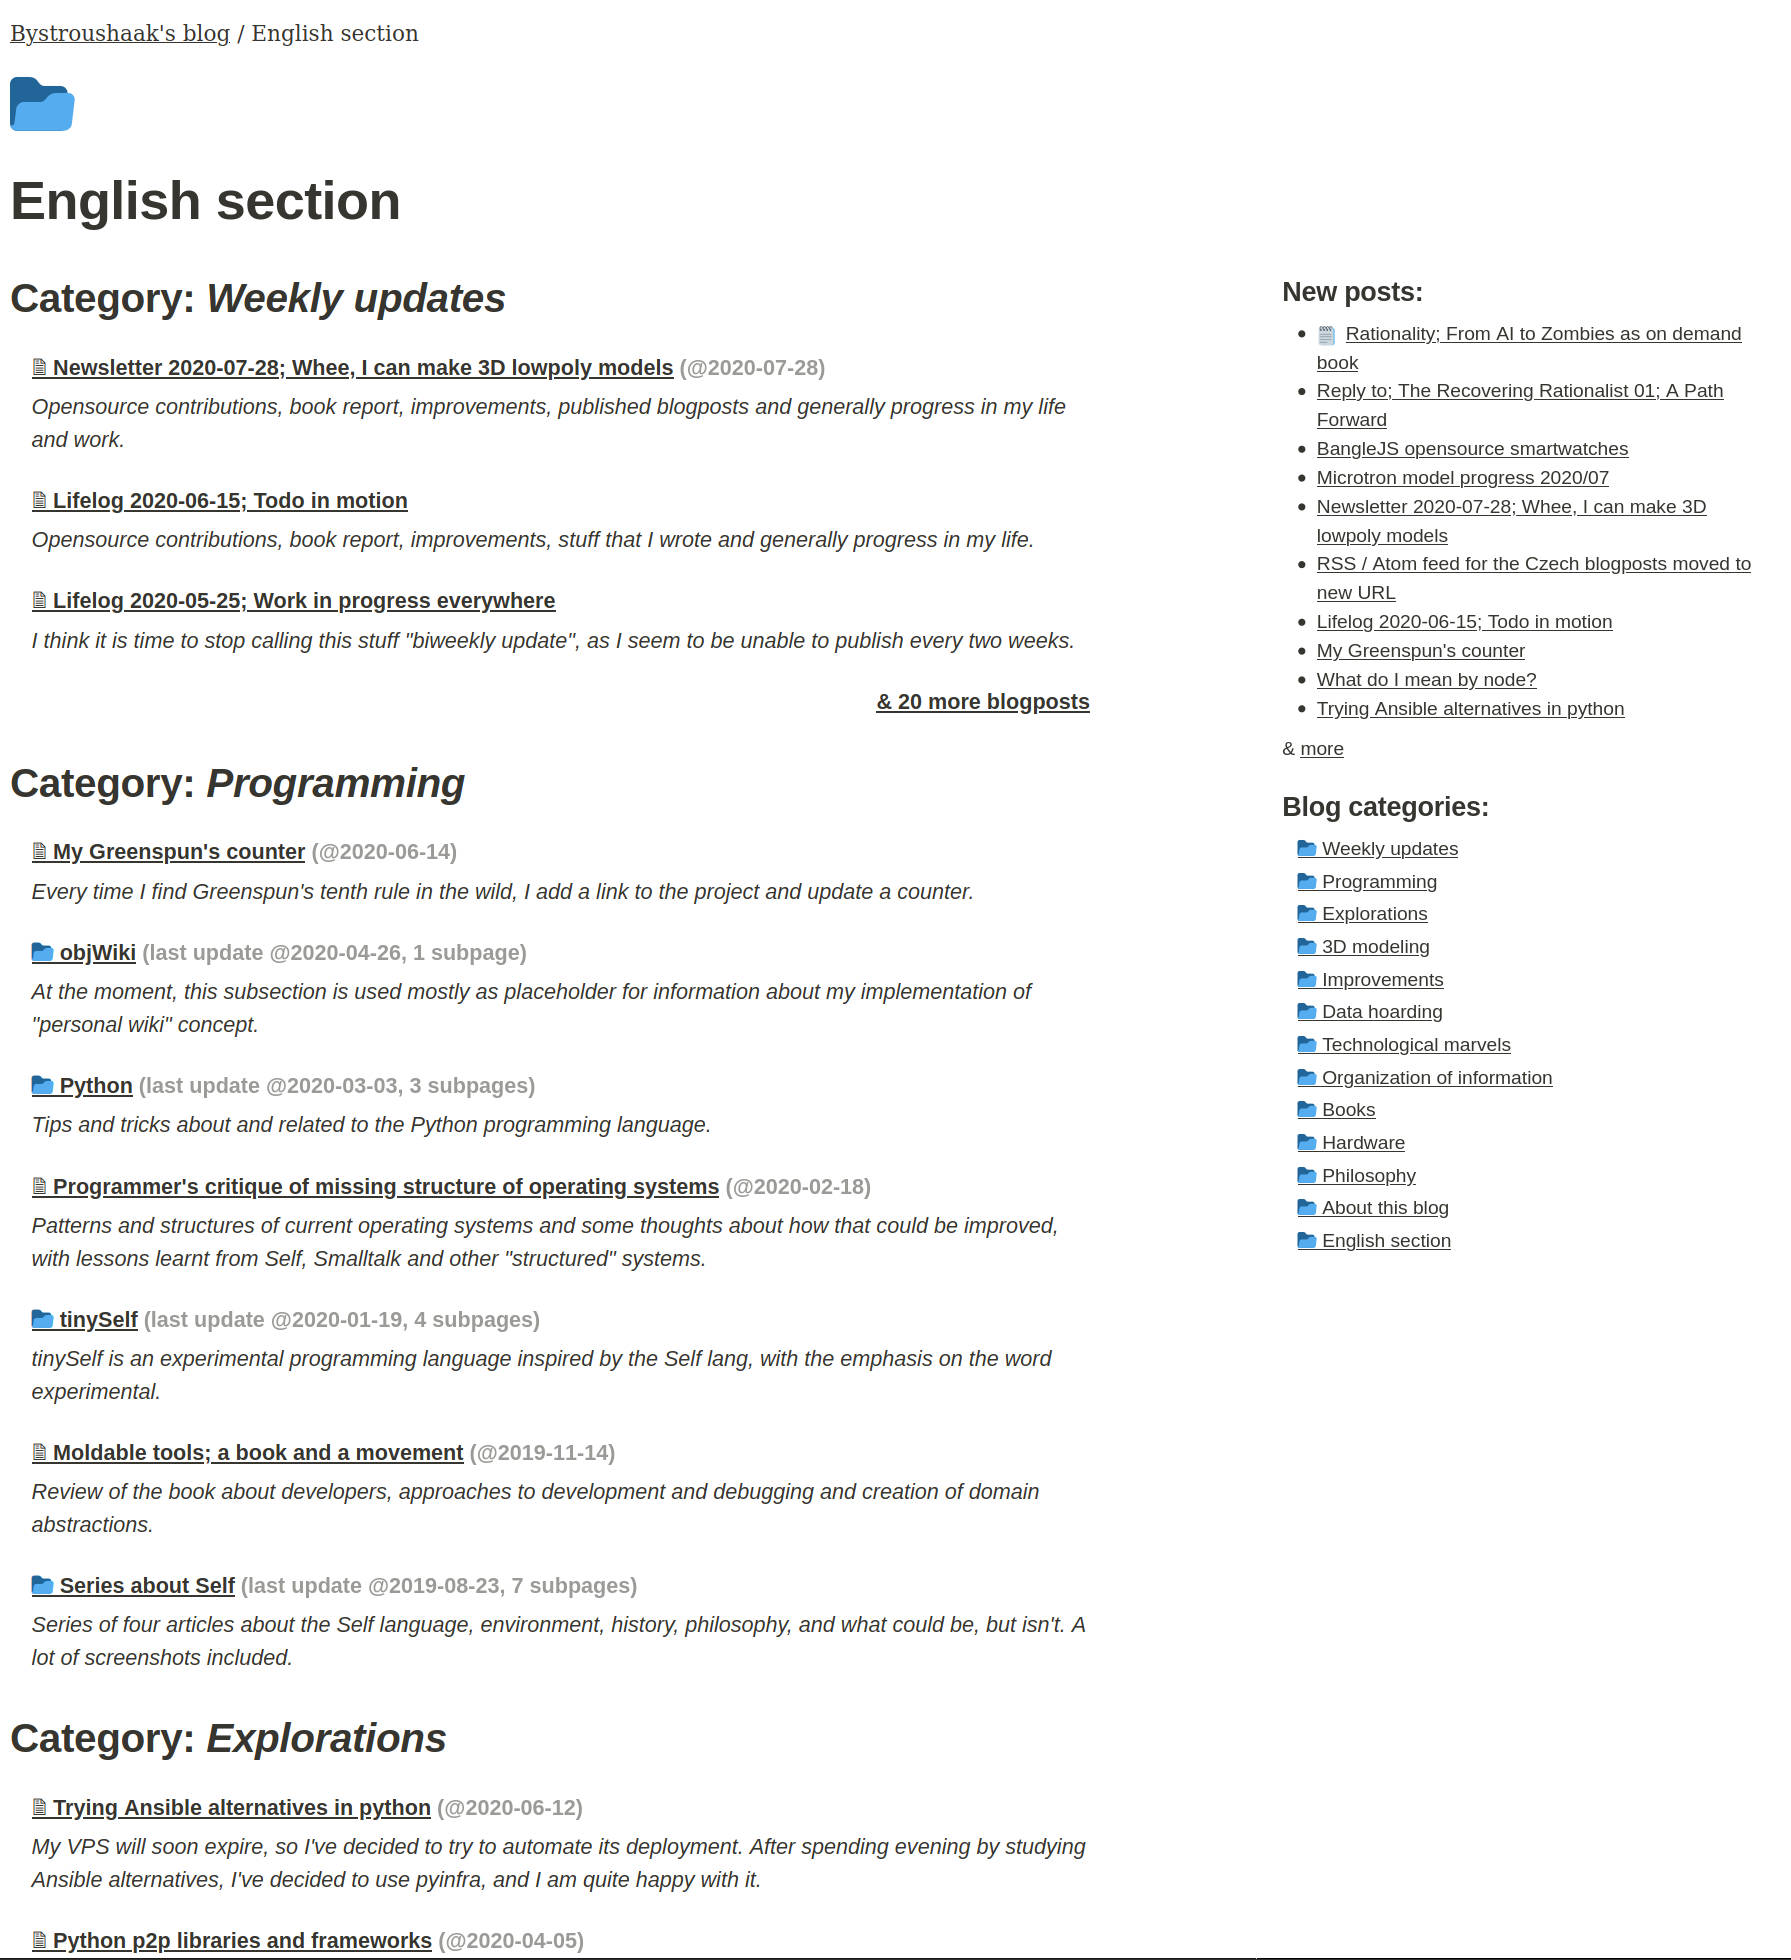 Bystroushaak's blog / English section
English section
Category: Weekly updates
Newsletter 2020-07-28; Whee, I can make 3D lowpoly models (@2020-07-28)
Opensource contributions, book report, improvements, published blogposts and generally progress in my life
and work.
Lifelog 2020-06-15; Todo in motion
Opensource contributions, book report, improvements, stuff that I wrote and generally progress in my life.
Lifelog 2020-05-25; Work in progress everywhere
I think it is time to stop calling this stuff "biweekly update", as I seem to be unable to publish every two weeks.
& 20 more blogposts
Category: Programming
My Greenspun's counter (@2020-06-14)
Every time I find Greenspun's tenth rule in the wild, I add a link to the project and update a counter.
objWiki (last update @2020-04-26, 1 subpage)
At the moment, this subsection is used mostly as placeholder for information about my implementation of
"personal wiki" concept.
Python (last update @2020-03-03, 3 subpages)
Tips and tricks about and related to the Python programming language.
Programmer's critique of missing structure of operating systems (@2020-02-18)
Patterns and structures of current operating systems and some thoughts about how that could be improved,
with lessons learnt from Self, Smalltalk and other "structured" systems.
tinySelf (last update @2020-01-19, 4 subpages)
tinySelf is an experimental programming language inspired by the Self lang, with the emphasis on the word
experimental.
Moldable tools; a book and a movement (@2019-11-14)
Review of the book about developers, approaches to development and debugging and creation of domain
abstractions.
Series about Self (last update @2019-08-23, 7 subpages)
Series of four articles about the Self language, environment, history, philosophy, and what could be, but isn't. A
lot of screenshots included.
Category: Explorations
Trying Ansible alternatives in python (@2020-06-12)
My VPS will soon expire, so I've decided to try to automate its deployment. After spending evening by studying
Ansible alternatives, I've decided to use pyinfra, and I am quite happy with it.
Python p2p libraries and frameworks (@2020-04-05)
New posts:
Rationality; From AI to Zombies as on demand
book
Reply to; The Recovering Rationalist 01; A Path
Forward
BangleJS opensource smartwatches
Microtron model progress 2020/07
Newsletter 2020-07-28; Whee, I can make 3D
lowpoly models
RSS / Atom feed for the Czech blogposts moved to
new URL
Lifelog 2020-06-15; Todo in motion
My Greenspun's counter
What do I mean by node?
Trying Ansible alternatives in python
& more
Blog categories:
Weekly updates
Programming
Explorations
3D modeling
Improvements
Data hoarding
Technological marvels
Organization of information
Books
Hardware
Philosophy
About this blog
English section